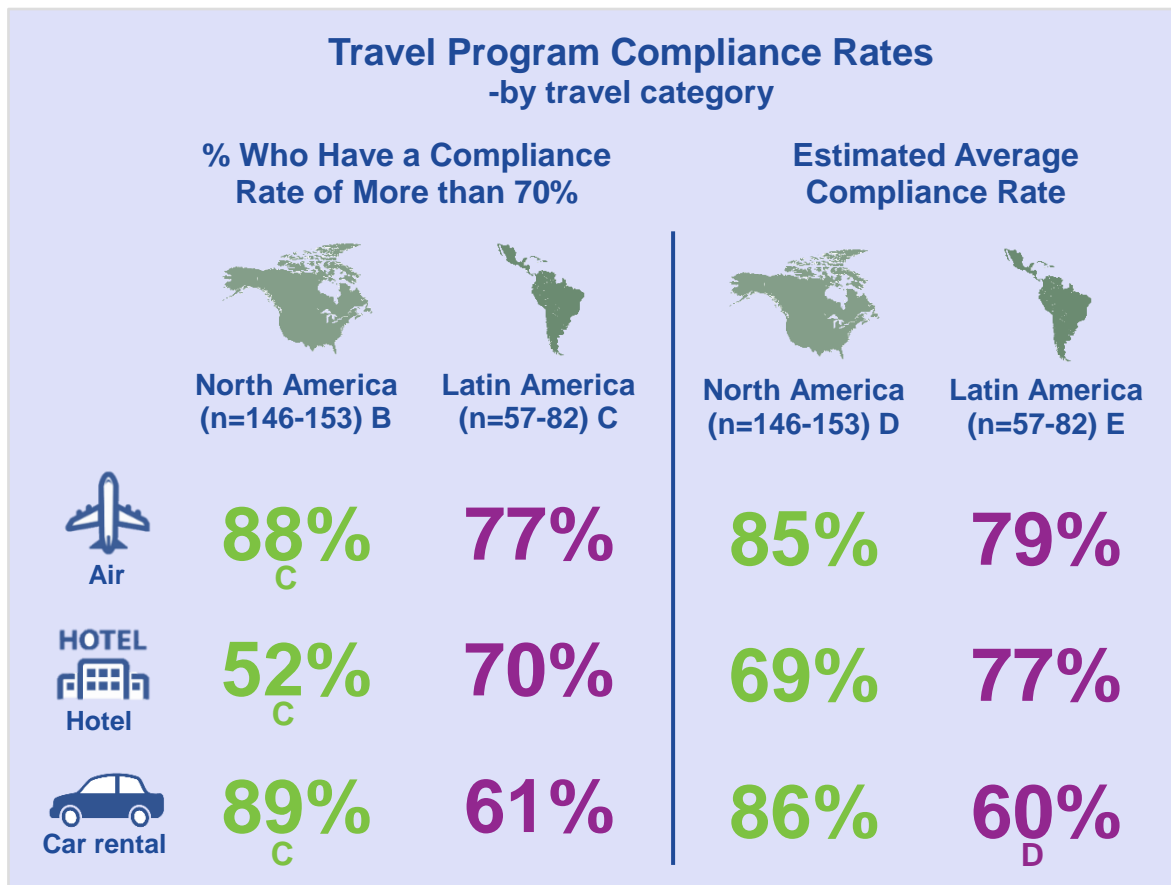 Travel Program Compliance Rates
-by travel category
% Who Have a Compliance
Rate of More than 70%
Estimated Average
Compliance Rate
North America
(n=146-153) B
Latin America
(n=57-82) C
North America
(n=146-153) D
Latin America
(n=57-82) E
Air
88%
C
77%
85%
79%
HOTEL
Hotel
52%
C
70%
69%
77%
Car rental
89%
C
61%
86%
60%
D